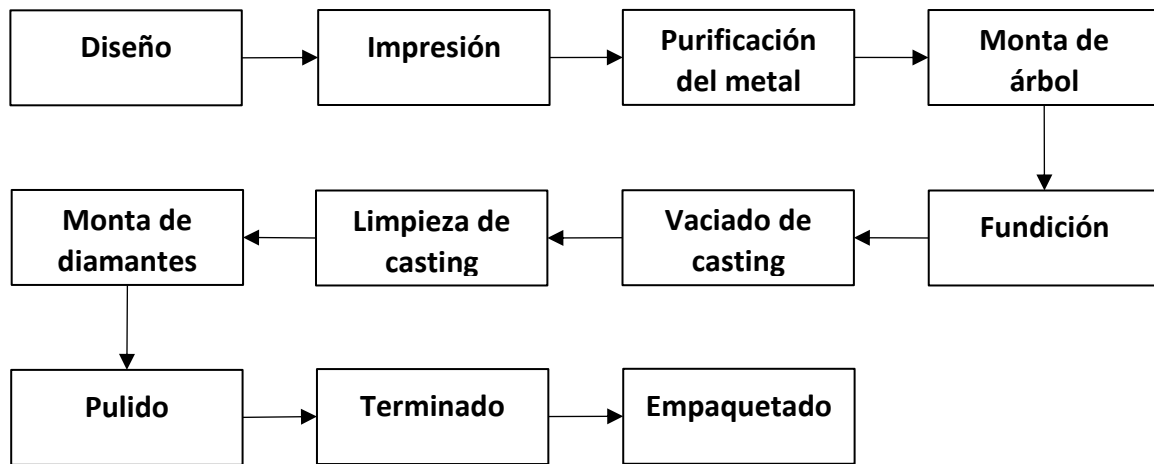 Diseño
Impresión
Purificación
del metal
Monta de
árbol
Fundición
Vaciado de
casting
Limpieza de
casting
Monta de
diamantes
Pulido
Terminado
Empaquetado